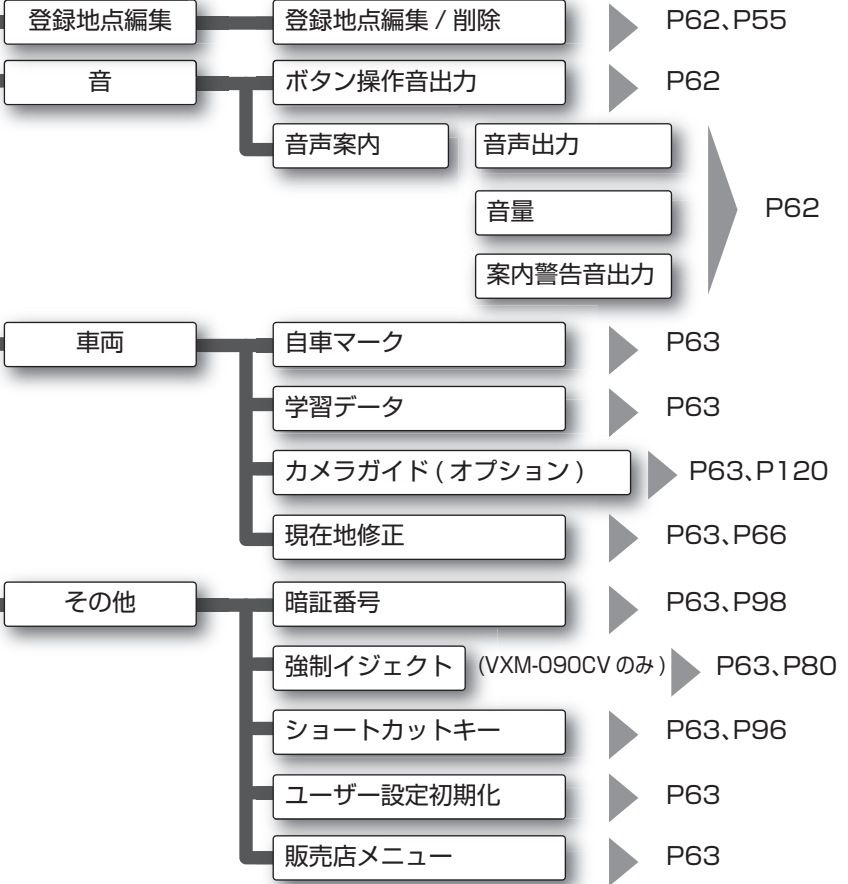 登録地点編集 登録地点編集 / 削除 P62、P55
音 ボタン操作音出力 P62
音声案内 音声出力
音量 P62
案内警告音出力
車両 自車マーク P63
学習データ P63
カメラガイド ( オプション ) P63、P120
現在地修正 P63、P66
その他 暗証番号 P63、P98
強制イジェクト (VXM-090CV のみ ) P63、P80
ショートカットキー P63、P96
ユーザー設定初期化 P63
販売店メニュー P63